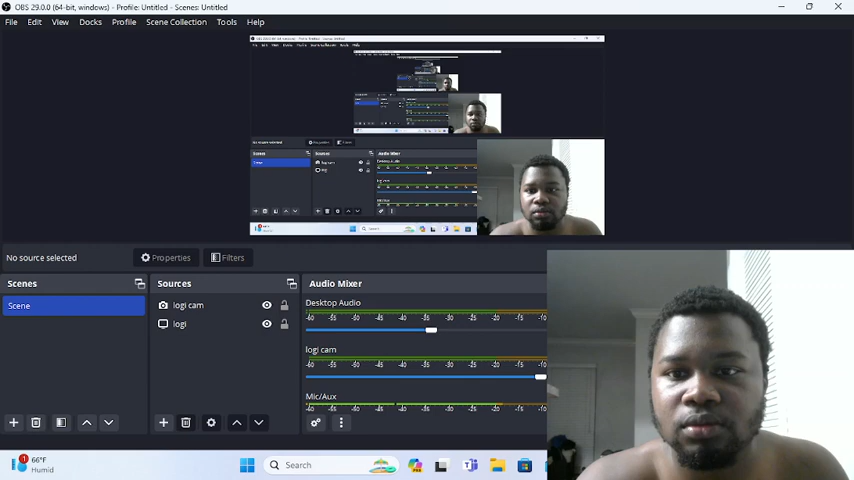 OBS 29.0.0 (64-bit, windows) - Profile: Untitled - Scenes: Untitled
File Edit View Docks Profile Scene Collection Tools Help
No source selected Properties Filters
Scenes
Scene
Sources
logi cam
logi
Audio Mixer
Desktop Audio
-60 -55 -50 -45 -40 -35 -30 -25 -20 -15 -10
logi cam
-60 -55 -50 -45 -40 -35 -30 -25 -20 -15 -10
Mic/Aux
-60 -55 -50 -45 -40 -35 -30 -25 -20 -15 -10
1
66°F
Humid
Search